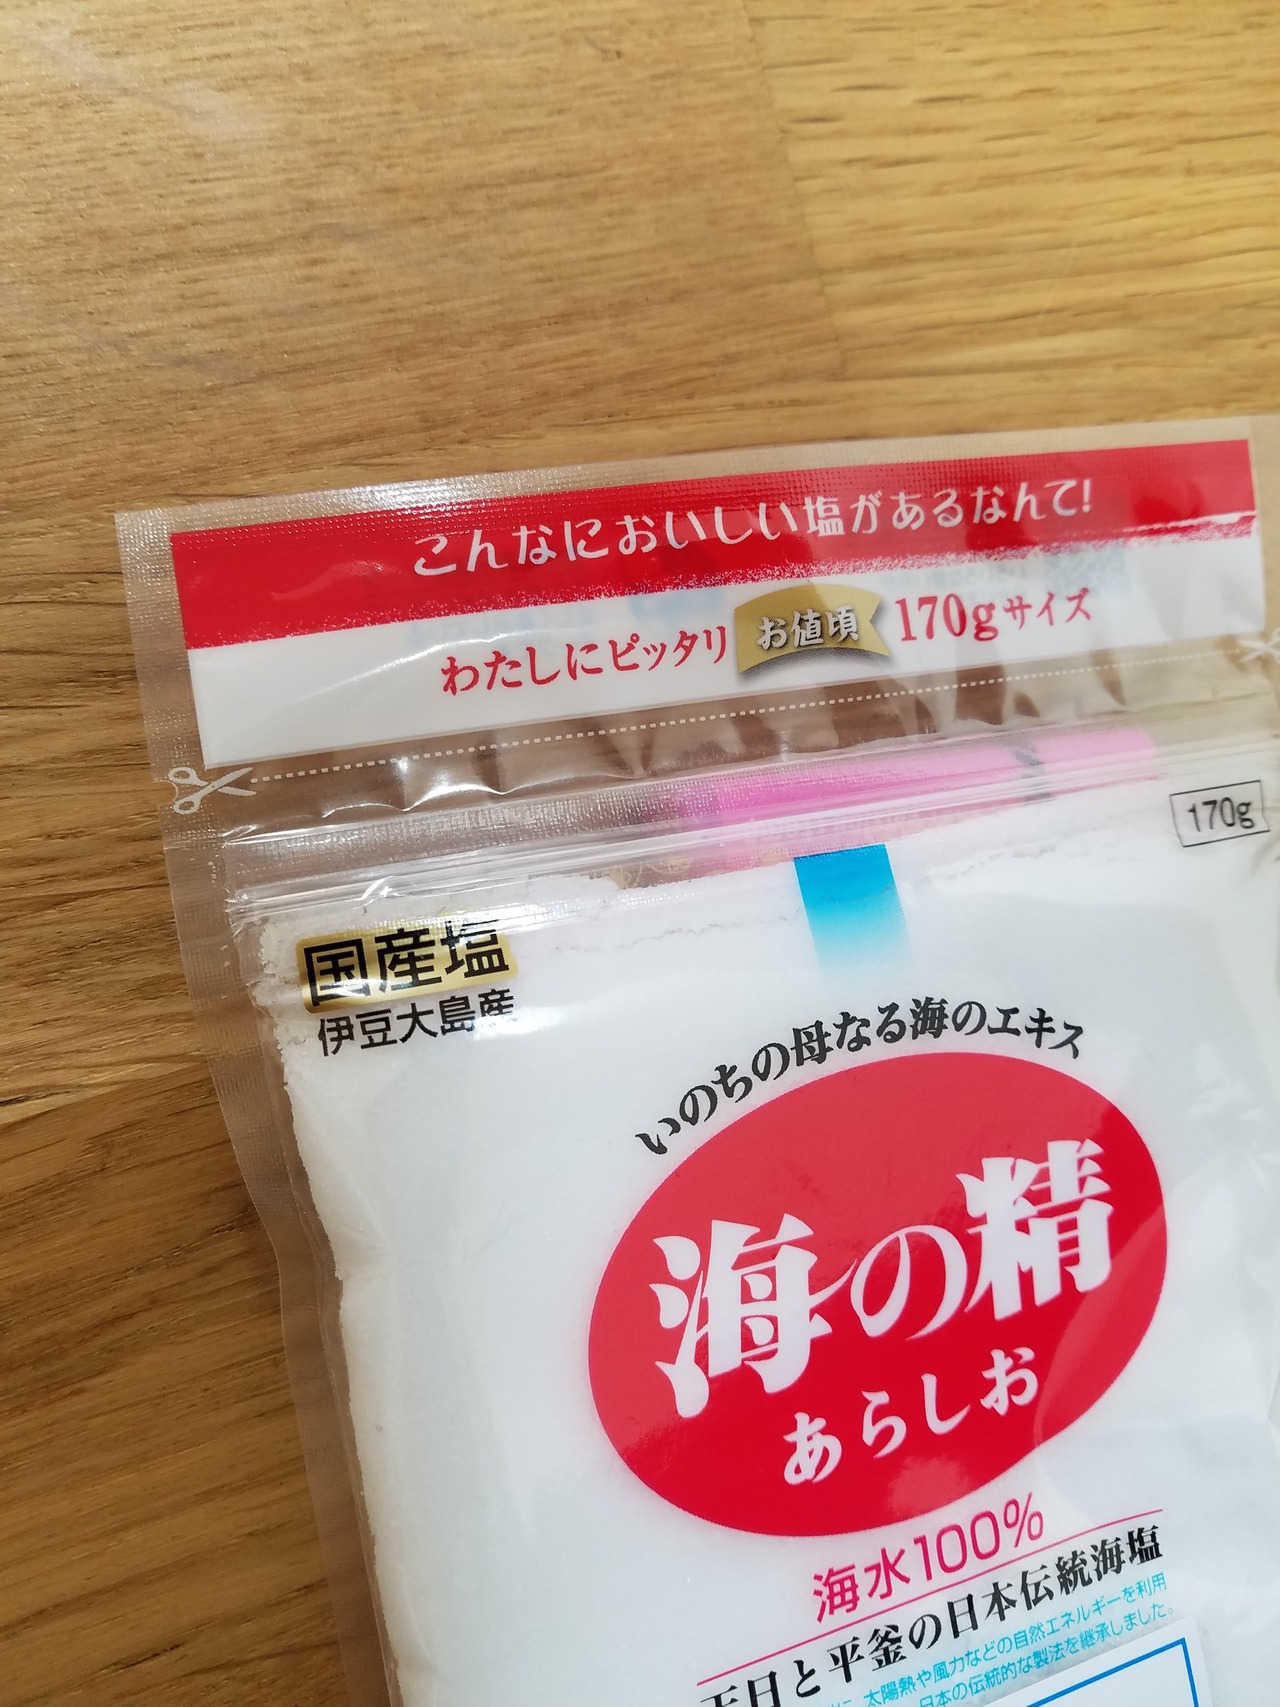 こんなにおいしい塩があるなんて!
わたしにピッタリ お値頃 170gサイズ
170g
国産塩
伊豆大島産
いのちの母なる海のエキス
海の精
あらしお
海水100%
天日と平釜の日本伝統海塩
太陽熱や風力などの自然エネルギーを利用
日本の伝統的な製法を継承しました。